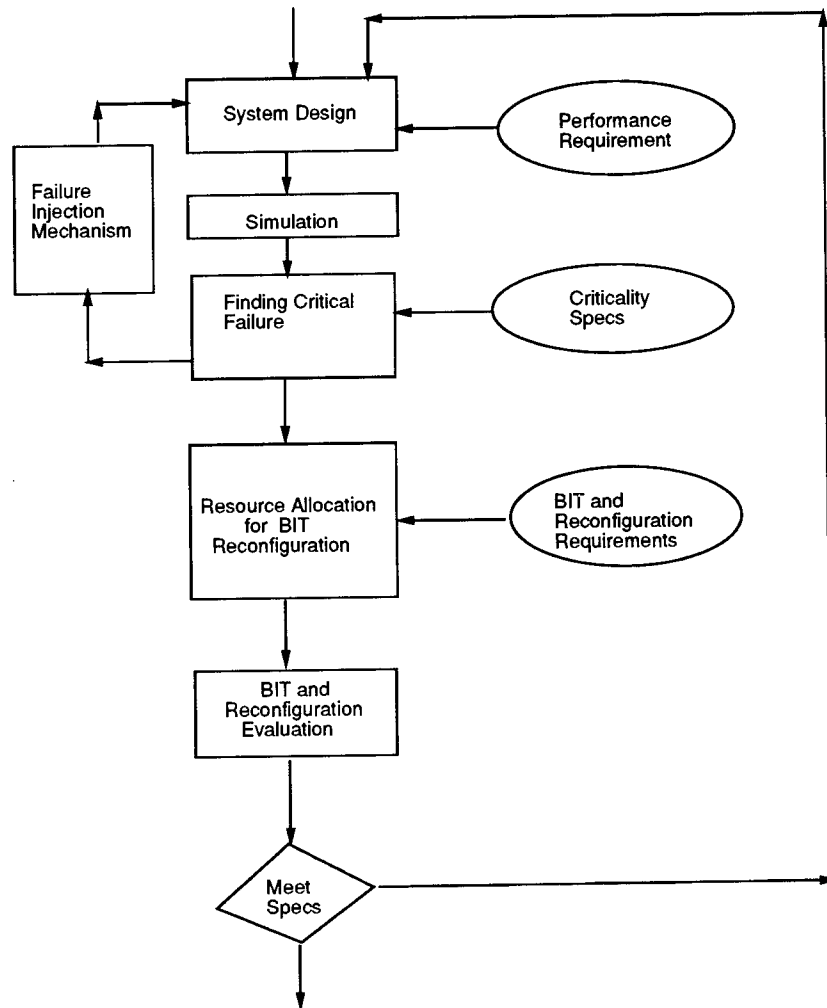 System Design
Performance
Requirement
Failure
Injection
Mechanism
Simulation
Finding Critical
Failure
Criticality
Specs
Resource Allocation
for BIT
Reconfiguration
BIT and
Reconfiguration
Requirements
BIT and
Reconfiguration
Evaluation
Meet
Specs